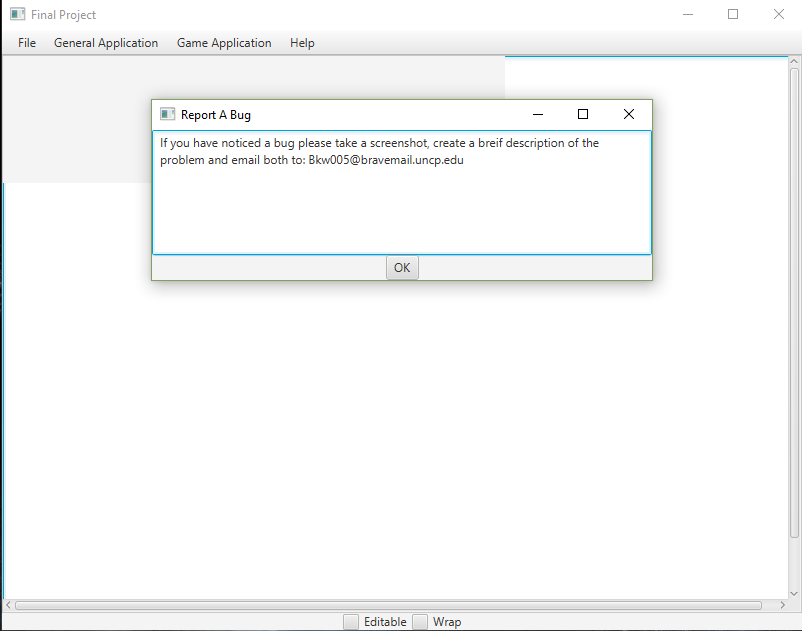 Final Project
File General Application Game Application Help
Report A Bug
If you have noticed a bug please take a screenshot, create a breif description of the
problem and email both to: Bkw005@bravemail.uncp.edu
OK
Editable Wrap